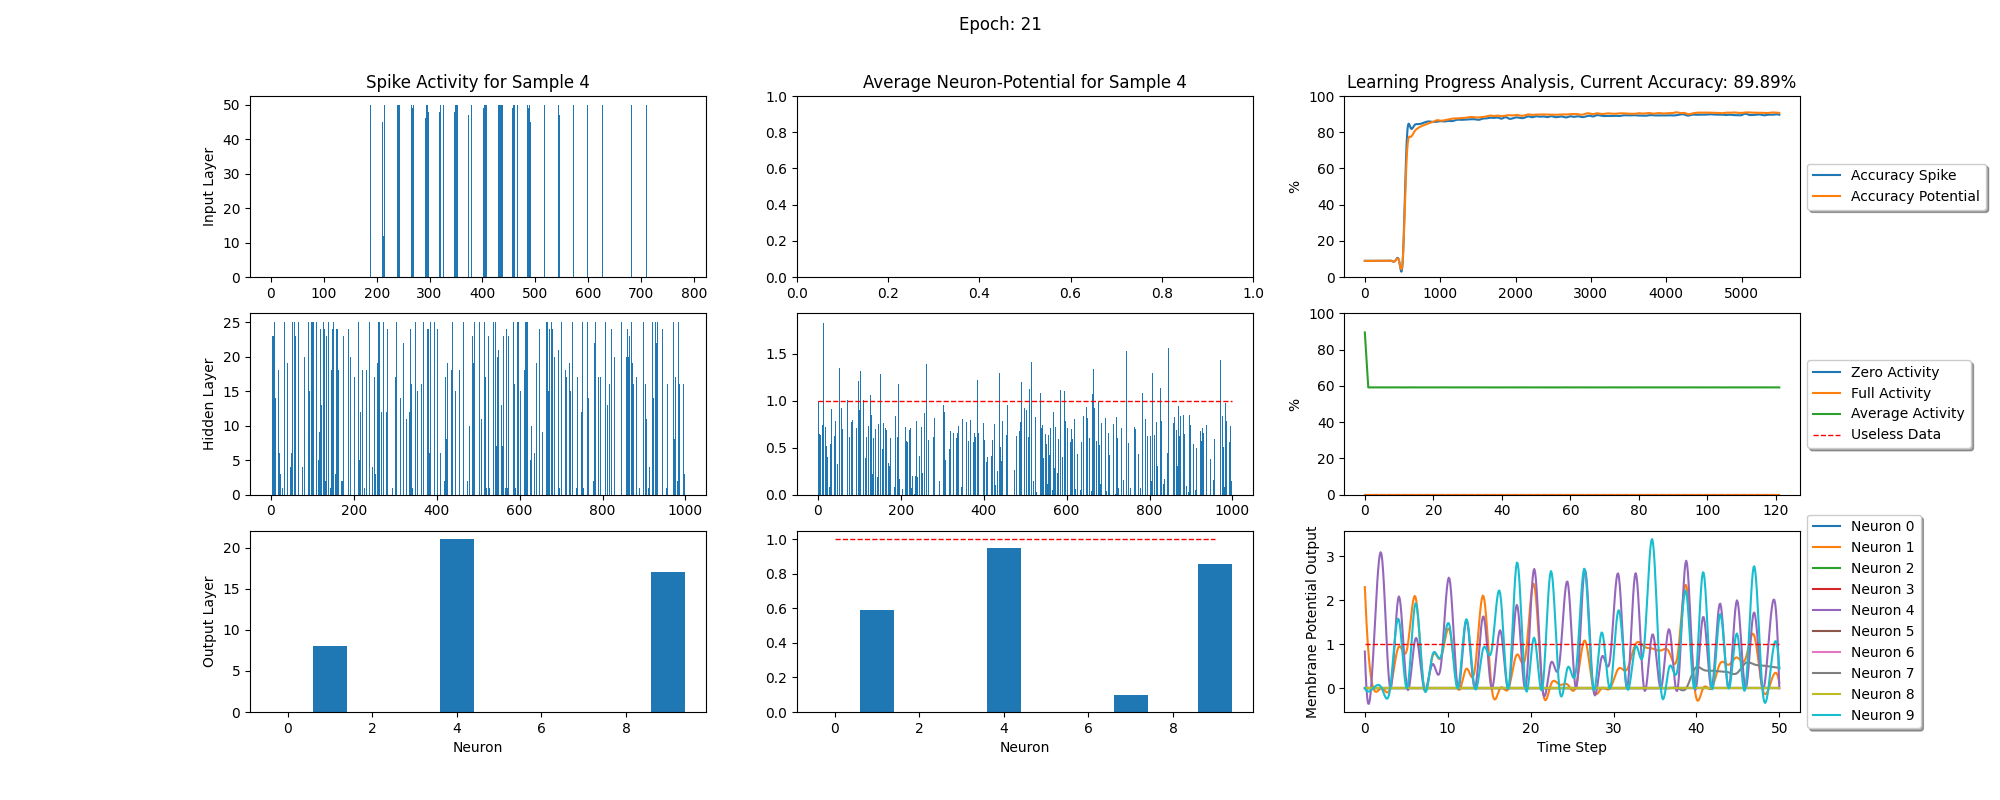 Epoch: 21
Spike Activity for Sample 4
Average Neuron-Potential for Sample 4
Learning Progress Analysis, Current Accuracy: 89.89%
Input Layer
50
40
30
20
10
0
0 100 200 300 400 500 600 700 800
1.0
0.8
0.6
0.4
0.2
0.0
0.0 0.2 0.4 0.6 0.8 1.0
%
100
80
60
40
20
0
0 1000 2000 3000 4000 5000
Accuracy Spike
Accuracy Potential
Hidden Layer
25
20
15
10
5
0
0 200 400 600 800 1000
1.5
1.0
0.5
0.0
0 200 400 600 800 1000
%
100
80
60
40
20
0
0 20 40 60 80 100 120
Zero Activity
Full Activity
Average Activity
Useless Data
Output Layer
20
15
10
5
0
0 2 4 6 8
Neuron
1.0
0.8
0.6
0.4
0.2
0.0
0 2 4 6 8
Neuron
Membrane Potential Output
3
2
1
0
0 10 20 30 40 50
Time Step
Neuron 0
Neuron 1
Neuron 2
Neuron 3
Neuron 4
Neuron 5
Neuron 6
Neuron 7
Neuron 8
Neuron 9